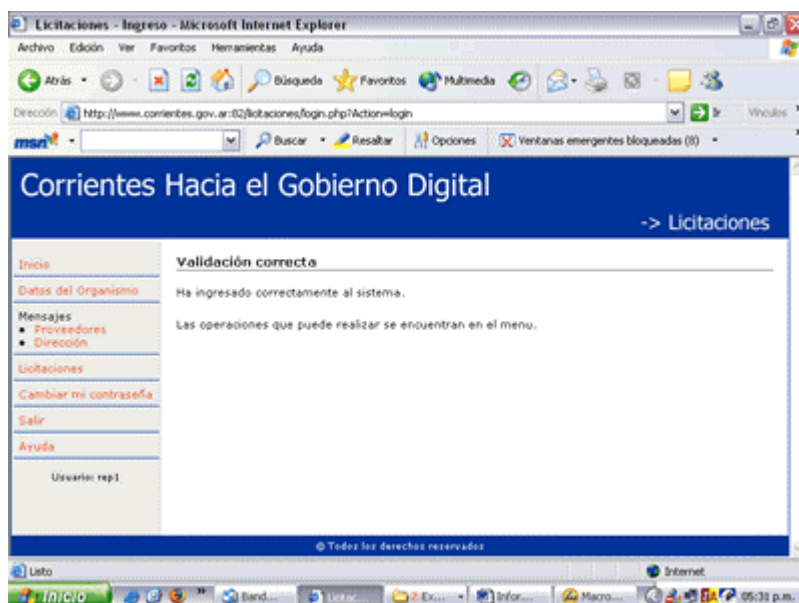 Licitaciones - Ingreso - Microsoft Internet Explorer
Archivo Edición Ver Favoritos Herramientas Ayuda
Atrás Búsqueda Favoritos Multimedia
Dirección http://www.corrientes.gov.ar:82/licitaciones/login.php?Action=login Ir Vínculos
msn Buscar Resaltar Opciones Ventanas emergentes bloqueadas (8)
Corrientes Hacia el Gobierno Digital
-> Licitaciones
Inicio
Datos del Organismo
Mensajes
• Proveedores
• Dirección
Licitaciones
Cambiar mi contraseña
Salir
Ayuda
Usuario: rep1
Validación correcta
Ha ingresado correctamente al sistema.
Las operaciones que puede realizar se encuentran en el menu.
© Todos los derechos reservados
Listo Internet
Inicio Band... Licitac... 2 Ex... Infor... Macro... 05:31 p.m.